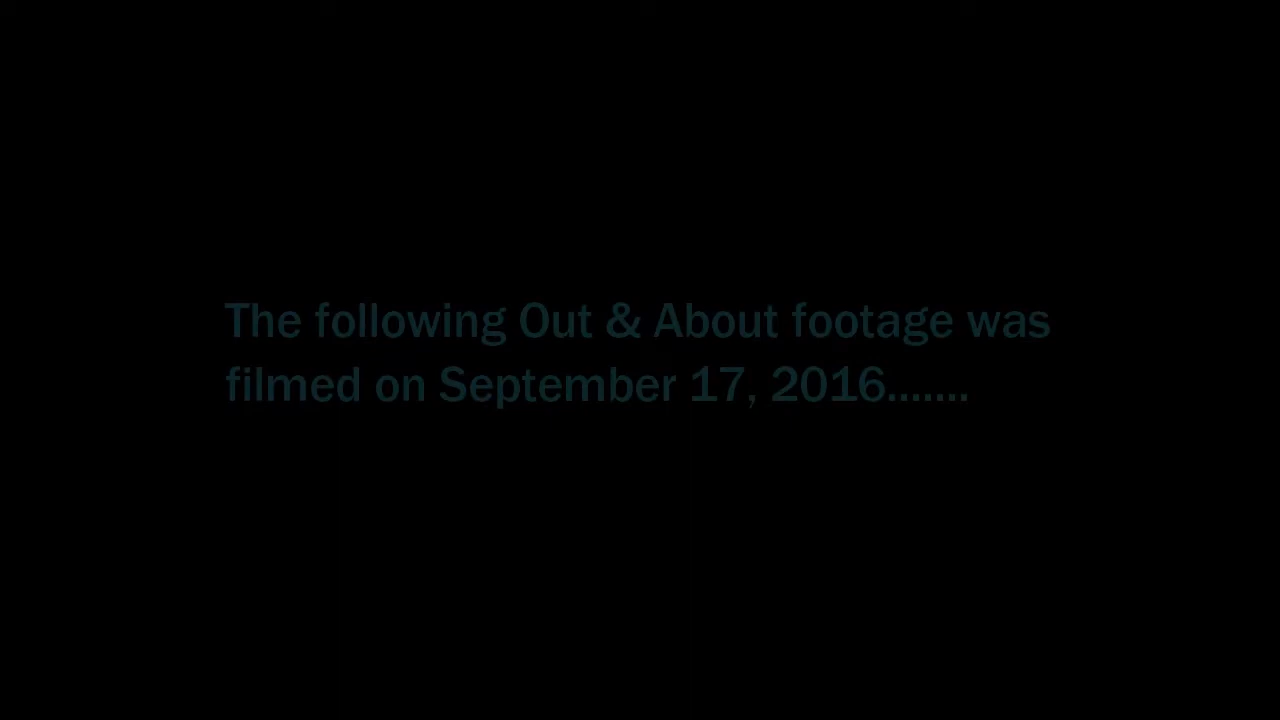 The following Out & About footage was
filmed on September 17, 2016.......